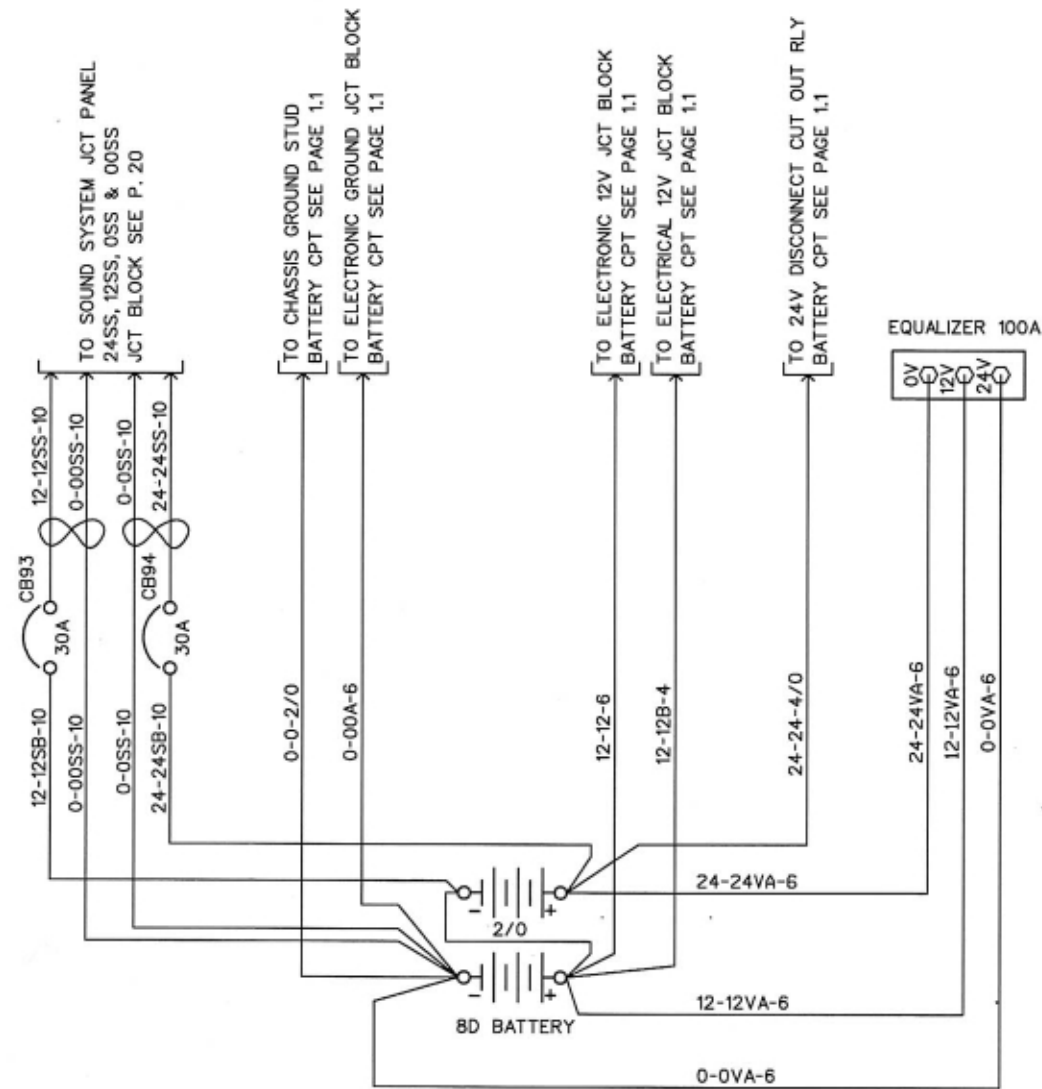 TO SOUND SYSTEM JCT PANEL
24SS, 12SS, 0SS & 00SS
JCT BLOCK SEE P. 20
TO CHASSIS GROUND STUD
BATTERY CPT SEE PAGE 1.1
TO ELECTRONIC GROUND JCT BLOCK
BATTERY CPT SEE PAGE 1.1
TO ELECTRONIC 12V JCT BLOCK
BATTERY CPT SEE PAGE 1.1
TO ELECTRICAL 12V JCT BLOCK
BATTERY CPT SEE PAGE 1.1
TO 24V DISCONNECT CUT OUT RLY
BATTERY CPT SEE PAGE 1.1
EQUALIZER 100A
0V
12V
24V
12-12SS-10
0-00SS-10
0-0SS-10
24-24SS-10
CB93
30A
CB94
30A
12-12SB-10
0-00SS-10
0-0SS-10
24-24SB-10
0-0-2/0
0-00A-6
12-12-6
12-12B-4
24-24-4/0
24-24VA-6
12-12VA-6
0-0VA-6
24-24VA-6
- +
2/0
- +
8D BATTERY
12-12VA-6
0-0VA-6